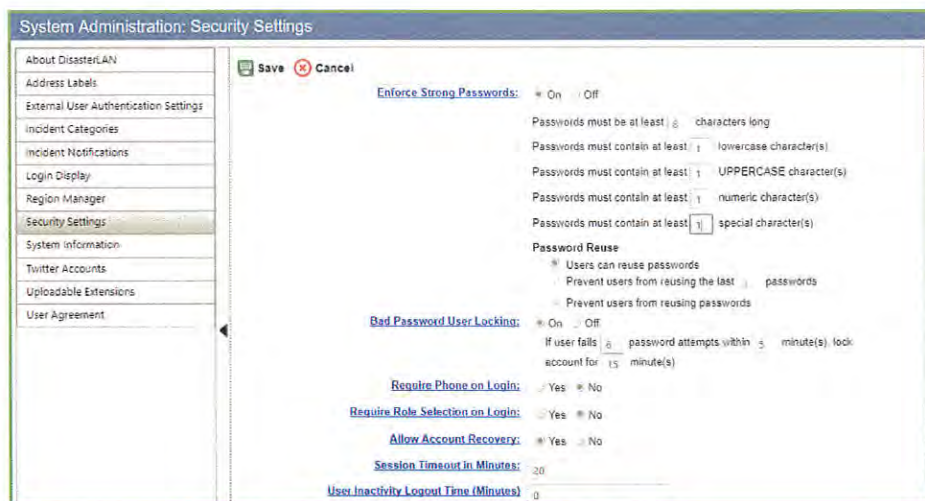 System Administration: Security Settings
About DisasterLAN
Address Labels
External User Authentication Settings
Incident Categories
Incident Notifications
Login Display
Region Manager
Security Settings
System Information
Twitter Accounts
Uploadable Extensions
User Agreement
Save Cancel
Enforce Strong Passwords: On Off
Passwords must be at least characters long
Passwords must contain at least 1 lowercase character(s)
Passwords must contain at least 1 UPPERCASE character(s)
Passwords must contain at least 1 numeric character(s)
Passwords must contain at least 1 special character(s)
Password Reuse
Users can reuse passwords
Prevent users from reusing the last passwords
Prevent users from reusing passwords
Bad Password User Locking: On Off
If user fails password attempts within 5 minute(s), lock
account for 15 minute(s)
Require Phone on Login: Yes No
Require Role Selection on Login: Yes No
Allow Account Recovery: Yes No
Session Timeout in Minutes: 20
User Inactivity Logout Time (Minutes) 0